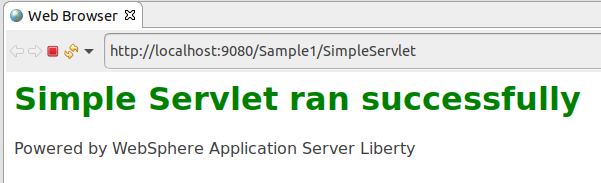 Web Browser
http://localhost:9080/Sample1/SimpleServlet
Simple Servlet ran successfully
Powered by WebSphere Application Server Liberty